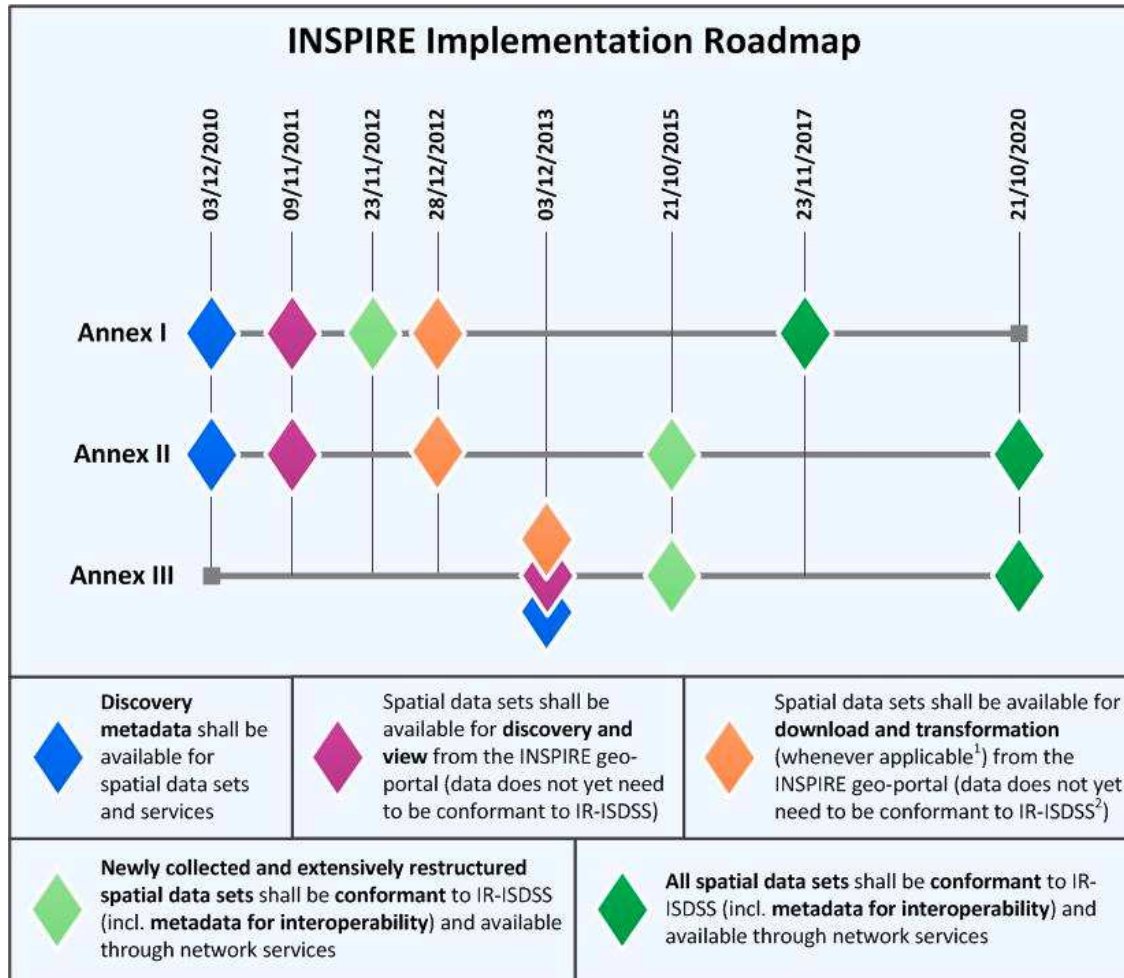 INSPIRE Implementation Roadmap
03/12/2010
09/11/2011
23/11/2012
28/12/2012
03/12/2013
21/10/2015
23/11/2017
21/10/2020
Annex I
Annex II
Annex III
Discovery
metadata shall be
available for
spatial data sets
and services
Spatial data sets shall be
available for discovery and
view from the INSPIRE geo-
portal (data does not yet need
to be conformant to IR-ISDSS)
Spatial data sets shall be available for
download and transformation
(whenever applicable¹) from the
INSPIRE geo-portal (data does not yet
need to be conformant to IR-ISDSS²)
Newly collected and extensively restructured
spatial data sets shall be conformant to IR-ISDSS
(incl. metadata for interoperability) and available
through network services
All spatial data sets shall be conformant to IR-
ISDSS (incl. metadata for interoperability) and
available through network services